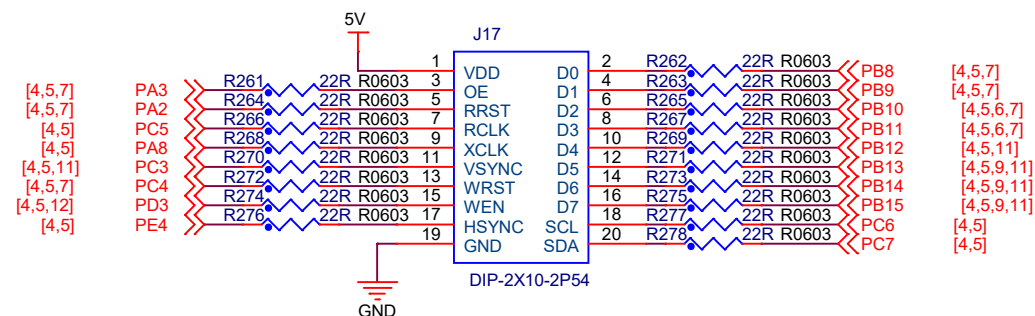 5V
J17
1 VDD D0 2 R262 22R R0603 PB8 [4,5,7]
[4,5,7] PA3 R261 22R R0603 3 OE D1 4 R263 22R R0603 PB9 [4,5,7]
[4,5,7] PA2 R264 22R R0603 5 RRST D2 6 R265 22R R0603 PB10 [4,5,6,7]
[4,5] PC5 R266 22R R0603 7 RCLK D3 8 R267 22R R0603 PB11 [4,5,6,7]
[4,5] PA8 R268 22R R0603 9 XCLK D4 10 R269 22R R0603 PB12 [4,5,11]
[4,5,11] PC3 R270 22R R0603 11 VSYNC D5 12 R271 22R R0603 PB13 [4,5,9,11]
[4,5,7] PC4 R272 22R R0603 13 WRST D6 14 R273 22R R0603 PB14 [4,5,9,11]
[4,5,12] PD3 R274 22R R0603 15 WEN D7 16 R275 22R R0603 PB15 [4,5,9,11]
[4,5] PE4 R276 22R R0603 17 HSYNC SCL 18 R277 22R R0603 PC6 [4,5]
19 GND SDA 20 R278 22R R0603 PC7 [4,5]
DIP-2X10-2P54
GND